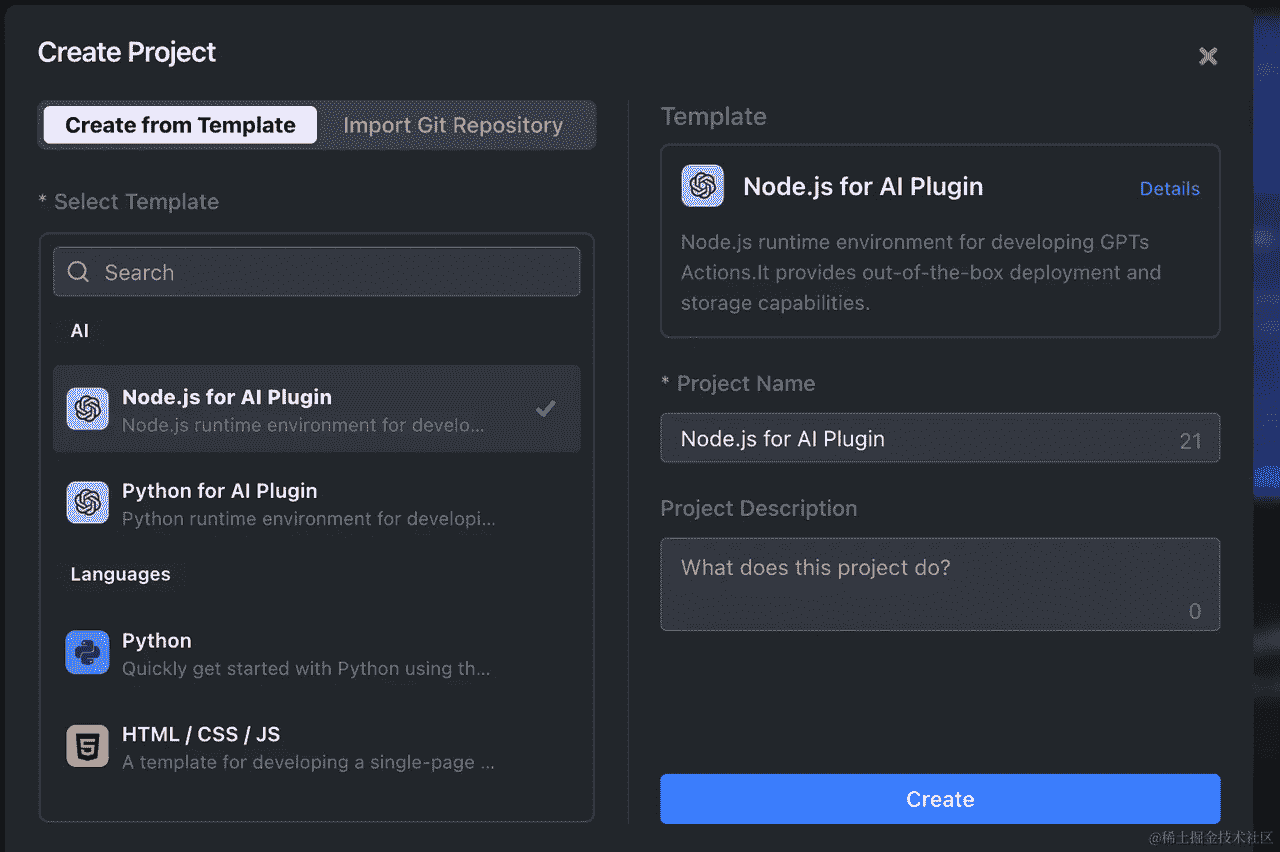 Create Project
Create from Template
Import Git Repository
* Select Template
Search
AI
Node.js for AI Plugin
Node.js runtime environment for develo...
Python for AI Plugin
Python runtime environment for developi...
Languages
Python
Quickly get started with Python using th...
HTML / CSS / JS
A template for developing a single-page ...
Template
Node.js for AI Plugin
Details
Node.js runtime environment for developing GPTs
Actions.It provides out-of-the-box deployment and
storage capabilities.
* Project Name
Node.js for AI Plugin
21
Project Description
What does this project do?
0
Create
@稀土掘金技术社区